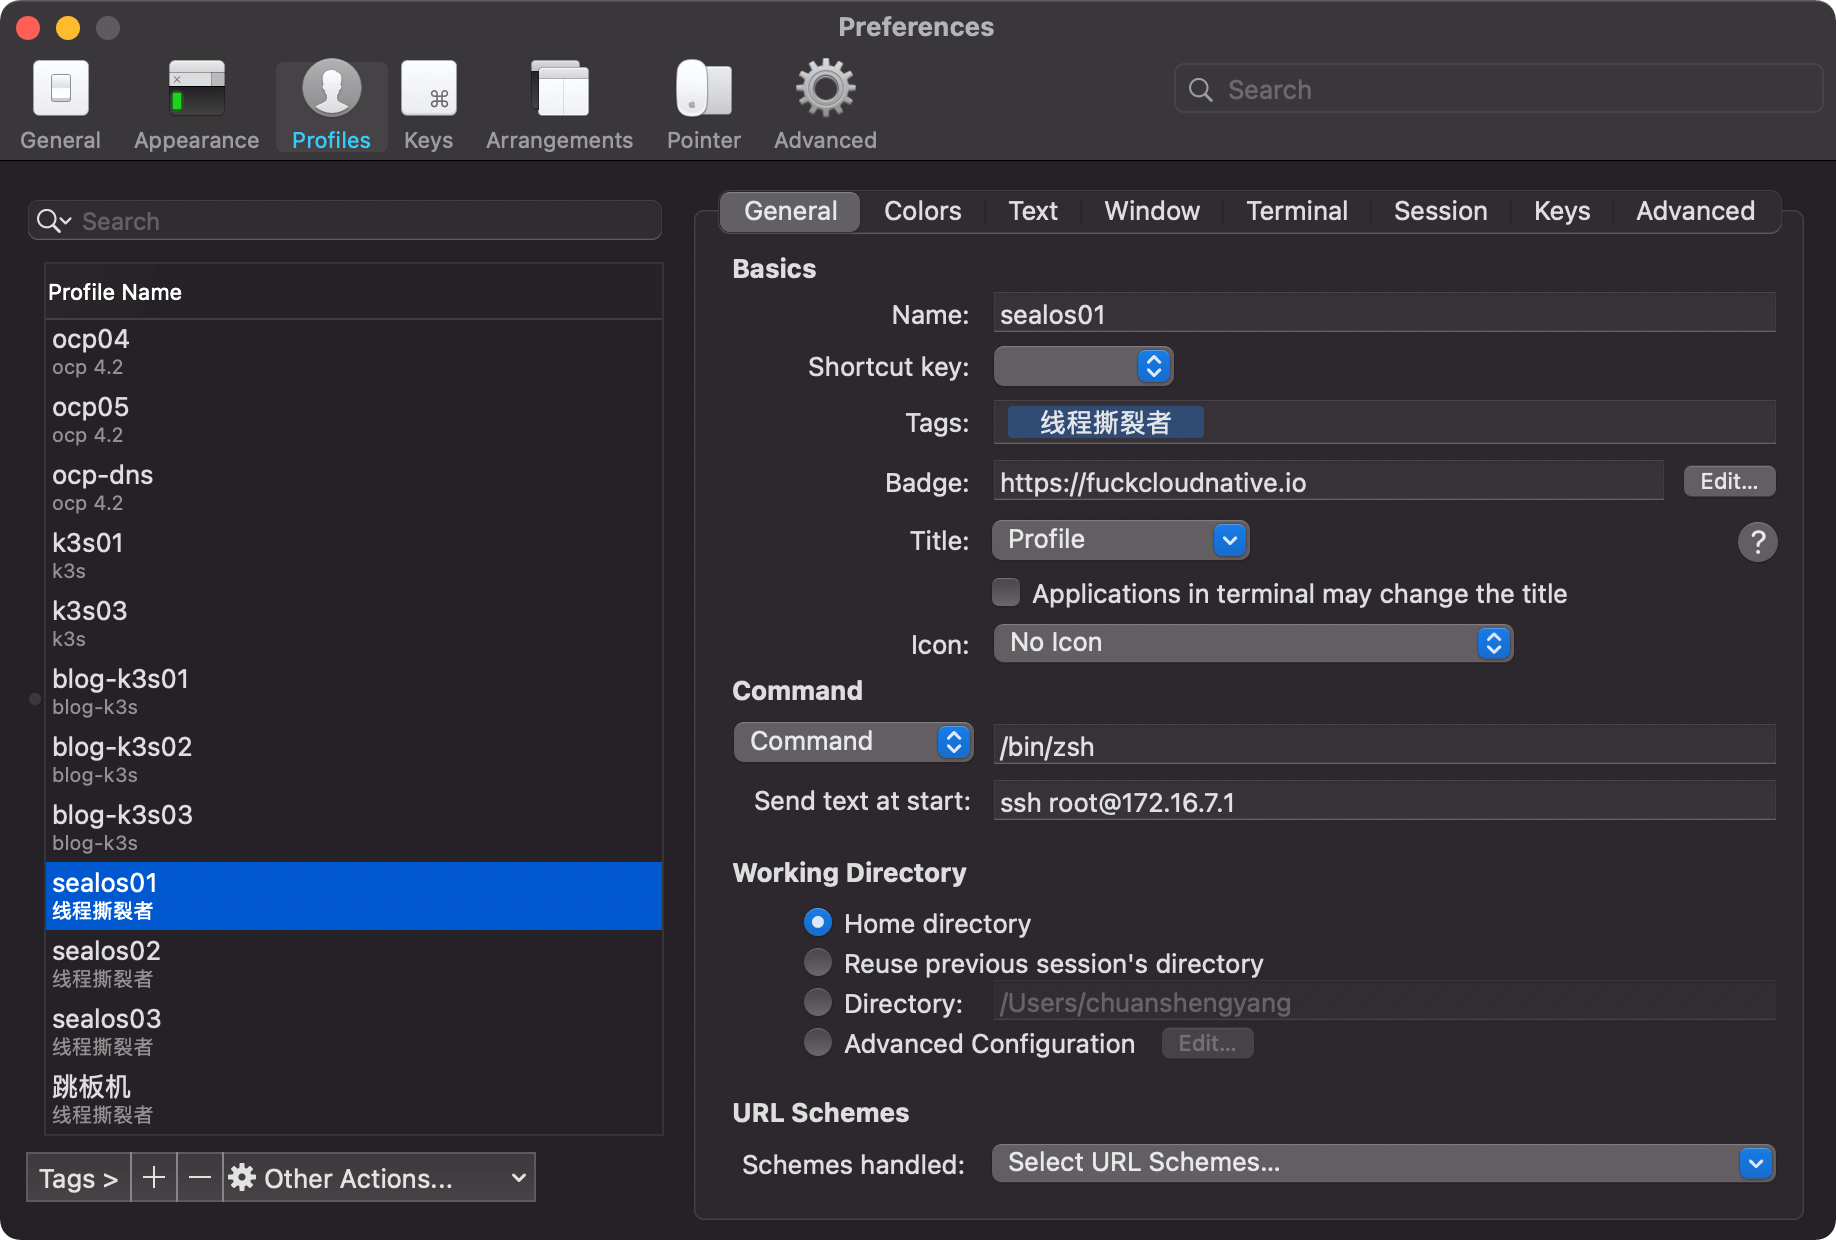 Preferences
General
Appearance
Profiles
Keys
Arrangements
Pointer
Advanced
Search
Search
Profile Name
ocp04
ocp 4.2
ocp05
ocp 4.2
ocp-dns
ocp 4.2
k3s01
k3s
k3s03
k3s
blog-k3s01
blog-k3s
blog-k3s02
blog-k3s
blog-k3s03
blog-k3s
sealos01
线程撕裂者
sealos02
线程撕裂者
sealos03
线程撕裂者
跳板机
线程撕裂者
Tags >
Other Actions...
General
Colors
Text
Window
Terminal
Session
Keys
Advanced
Basics
Name: sealos01
Shortcut key:
Tags: 线程撕裂者
Badge: https://fuckcloudnative.io Edit...
Title: Profile ?
Applications in terminal may change the title
Icon: No Icon
Command
Command /bin/zsh
Send text at start: ssh root@172.16.7.1
Working Directory
Home directory
Reuse previous session's directory
Directory: /Users/chuanshengyang
Advanced Configuration Edit...
URL Schemes
Schemes handled: Select URL Schemes...